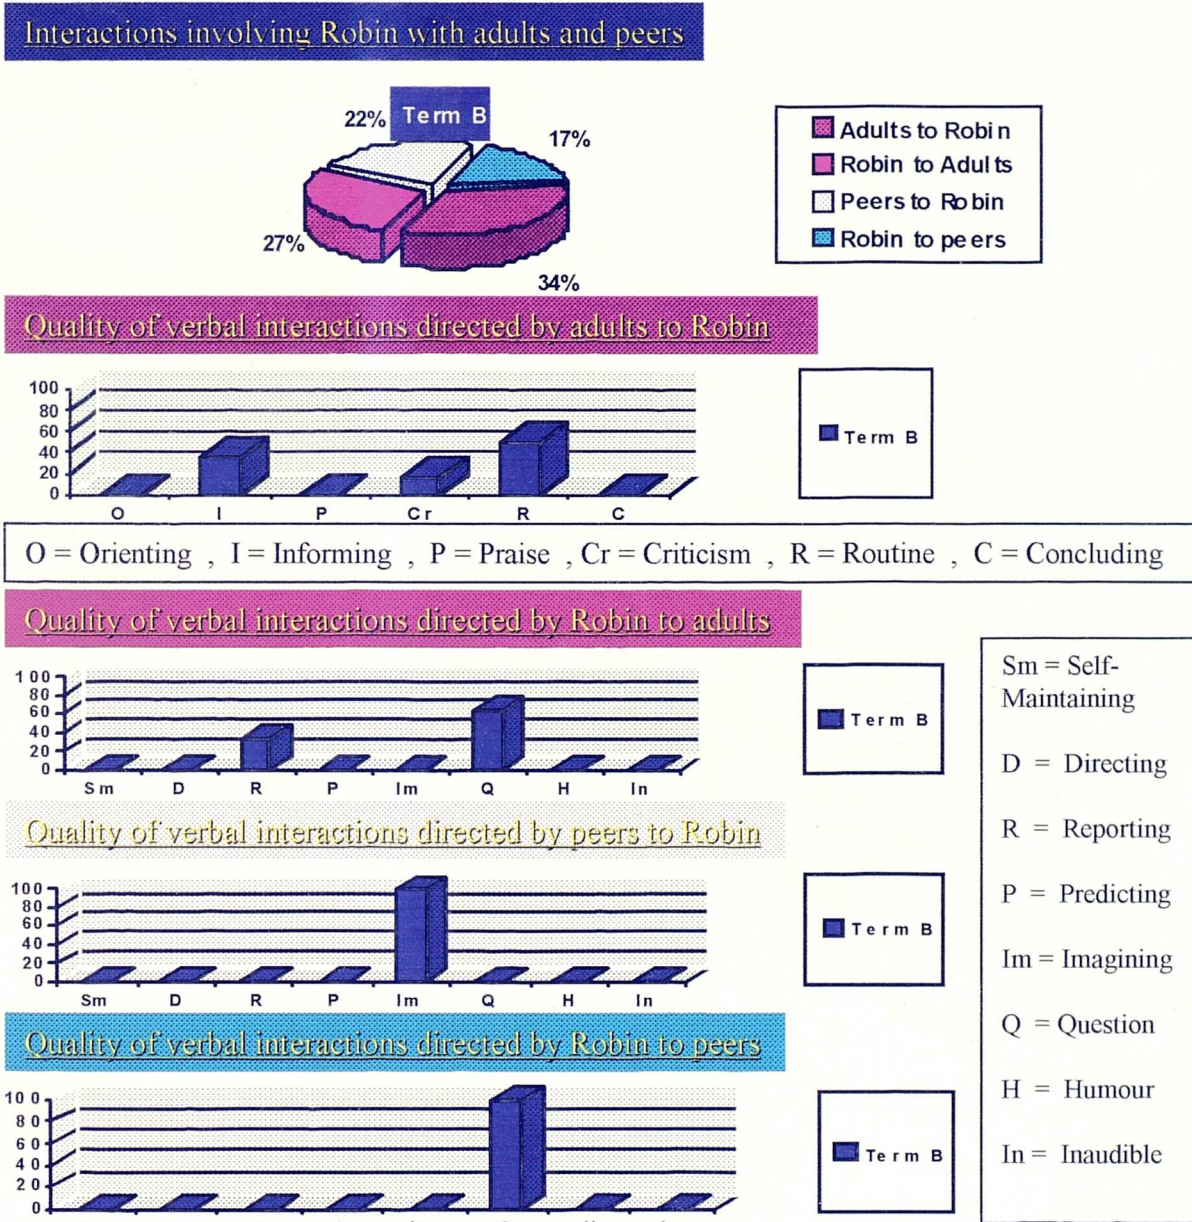 Interactions involving Robin with adults and peers
Term B
22%
17%
27%
34%
Adults to Robin
Robin to Adults
Peers to Robin
Robin to peers
Quality of verbal interactions directed by adults to Robin
100
80
60
40
20
0
O I P Cr R C
Term B
O = Orienting , I = Informing , P = Praise , Cr = Criticism , R = Routine , C = Concluding
Quality of verbal interactions directed by Robin to adults
100
80
60
40
20
0
Sm D R P Im Q H In
Term B
Quality of verbal interactions directed by peers to Robin
100
80
60
40
20
0
Sm D R P Im Q H In
Term B
Quality of verbal interactions directed by Robin to peers
100
80
60
40
20
Term B
Sm = Self-
Maintaining
D = Directing
R = Reporting
P = Predicting
Im = Imagining
Q = Question
H = Humour
In = Inaudible